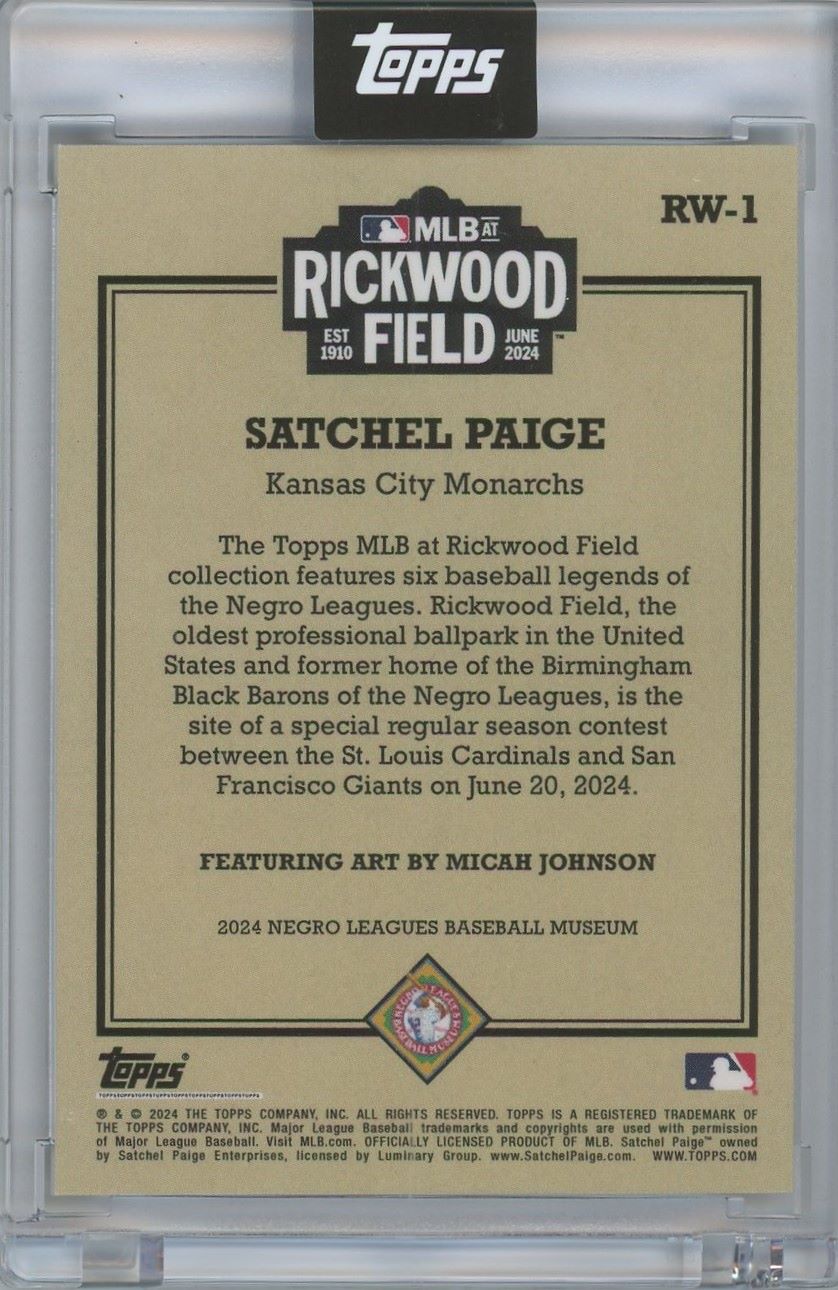 Topps
RW-1
MLB AT
RICKWOOD
EST 1910 FIELD JUNE 2024 ™
SATCHEL PAIGE
Kansas City Monarchs
The Topps MLB at Rickwood Field
collection features six baseball legends of
the Negro Leagues. Rickwood Field, the
oldest professional ballpark in the United
States and former home of the Birmingham
Black Barons of the Negro Leagues, is the
site of a special regular season contest
between the St. Louis Cardinals and San
Francisco Giants on June 20, 2024.
FEATURING ART BY MICAH JOHNSON
2024 NEGRO LEAGUES BASEBALL MUSEUM
NEGRO LEAGUES
BASEBALL MUSEUM
Topps®
TOPPSTOPPSTOPPSTOPPSTOPPSTOPPSTOPPSTOPPSTOPPS
® & © 2024 THE TOPPS COMPANY, INC. ALL RIGHTS RESERVED. TOPPS IS A REGISTERED TRADEMARK OF
THE TOPPS COMPANY, INC. Major League Baseball trademarks and copyrights are used with permission
of Major League Baseball. Visit MLB.com. OFFICIALLY LICENSED PRODUCT OF MLB. Satchel Paige™ owned
by Satchel Paige Enterprises, licensed by Luminary Group. www.SatchelPaige.com. WWW.TOPPS.COM